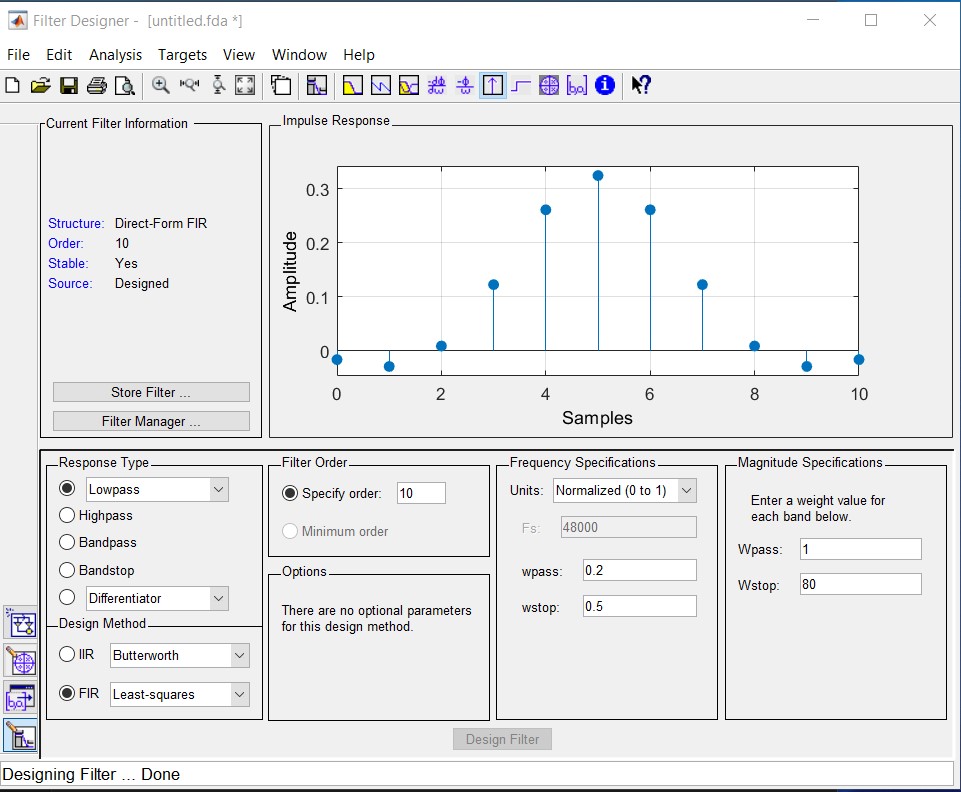 Filter Designer - [untitled.fda *]
File Edit Analysis Targets View Window Help
Current Filter Information
Structure: Direct-Form FIR
Order: 10
Stable: Yes
Source: Designed
Store Filter ...
Filter Manager ...
Impulse Response
Amplitude
0.3
0.2
0.1
0
0 2 4 6 8 10
Samples
Response Type
Lowpass
Highpass
Bandpass
Bandstop
Differentiator
Design Method
IIR Butterworth
FIR Least-squares
Filter Order
Specify order: 10
Minimum order
Options
There are no optional parameters
for this design method.
Frequency Specifications
Units: Normalized (0 to 1)
Fs: 48000
wpass: 0.2
wstop: 0.5
Magnitude Specifications
Enter a weight value for
each band below.
Wpass: 1
Wstop: 80
Design Filter
Designing Filter ... Done